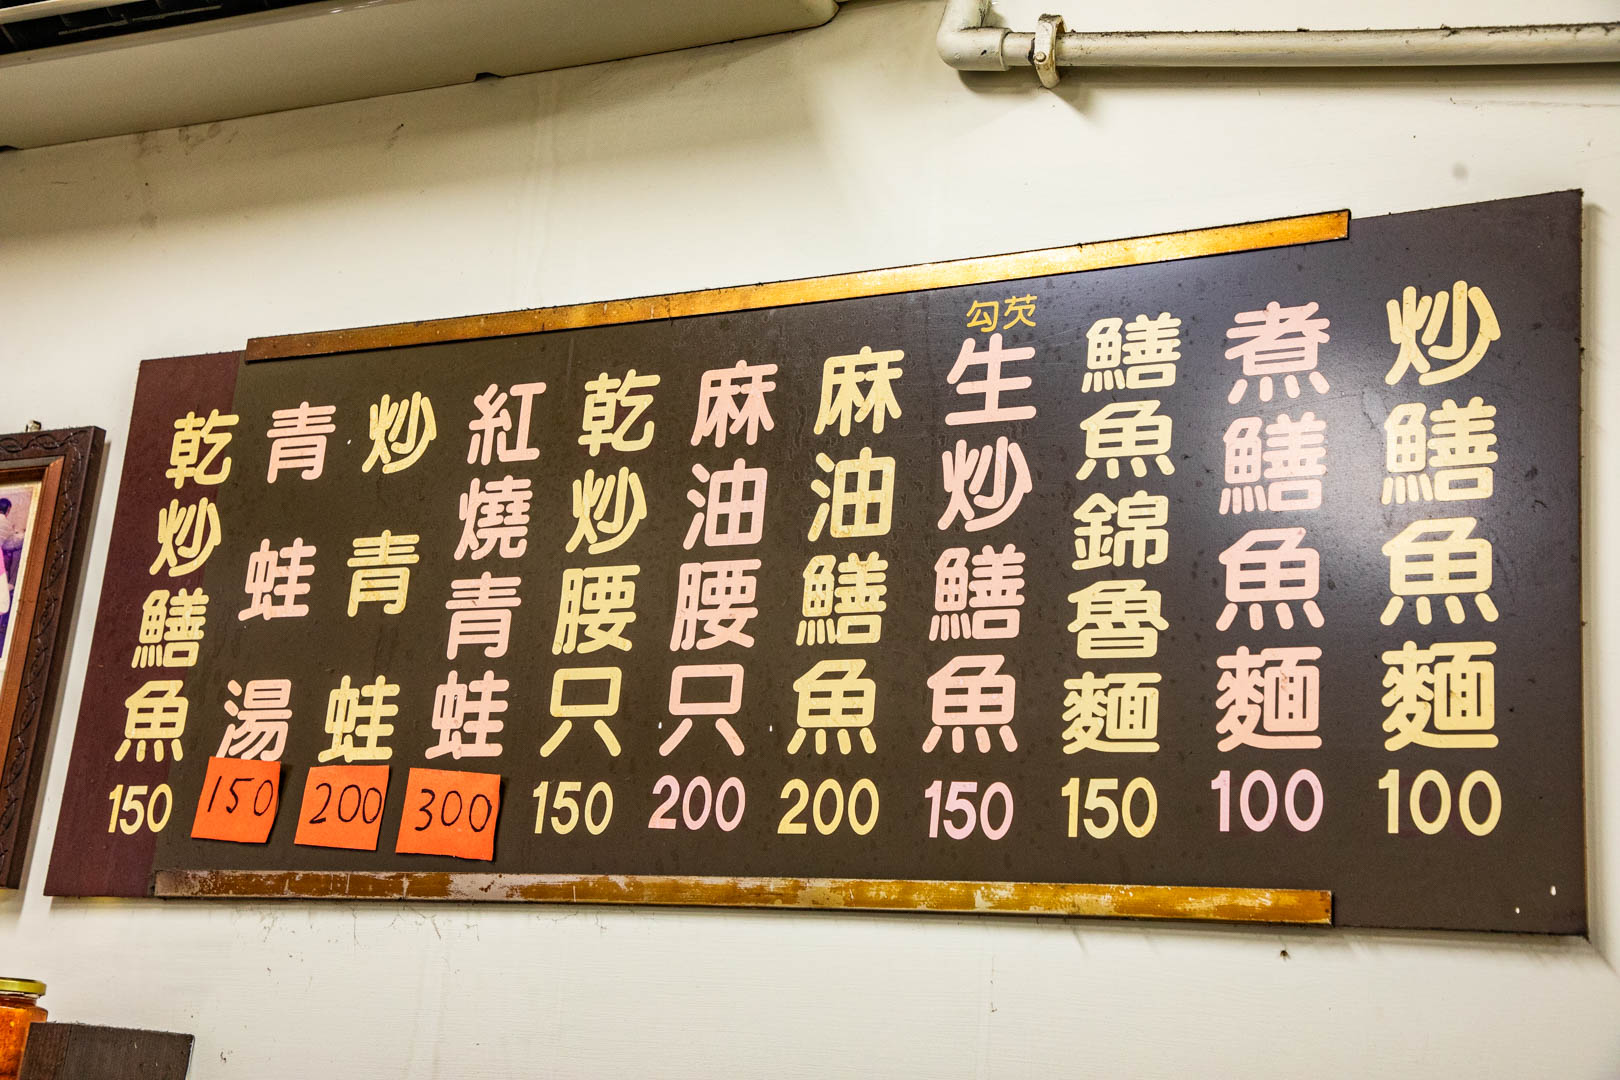 炒鱔魚麵 100
煮鱔魚麵 100
鱔魚錦魯麵 150
勾芡
生炒鱔魚 150
麻油鱔魚 200
麻油腰只 200
乾炒腰只 150
紅燒青蛙 300
炒青蛙 200
青蛙湯 150
乾炒鱔魚 150